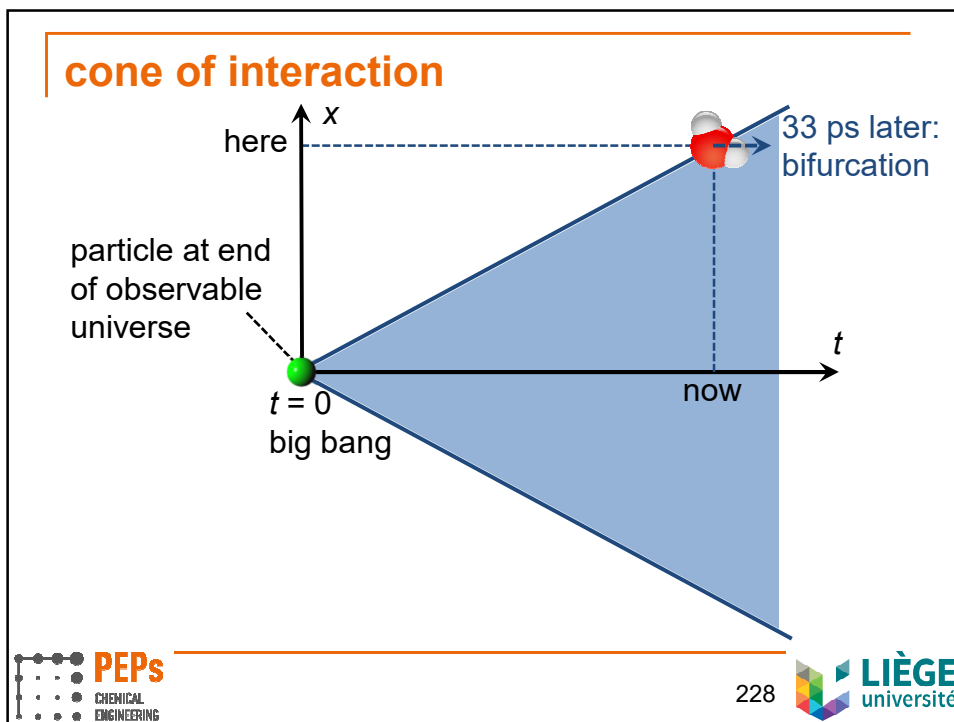 cone of interaction
x
here
33 ps later:
bifurcation
particle at end
of observable
universe
t
now
t = 0
big bang
PEPs
CHEMICAL
ENGINEERING
228
LIÈGE
université